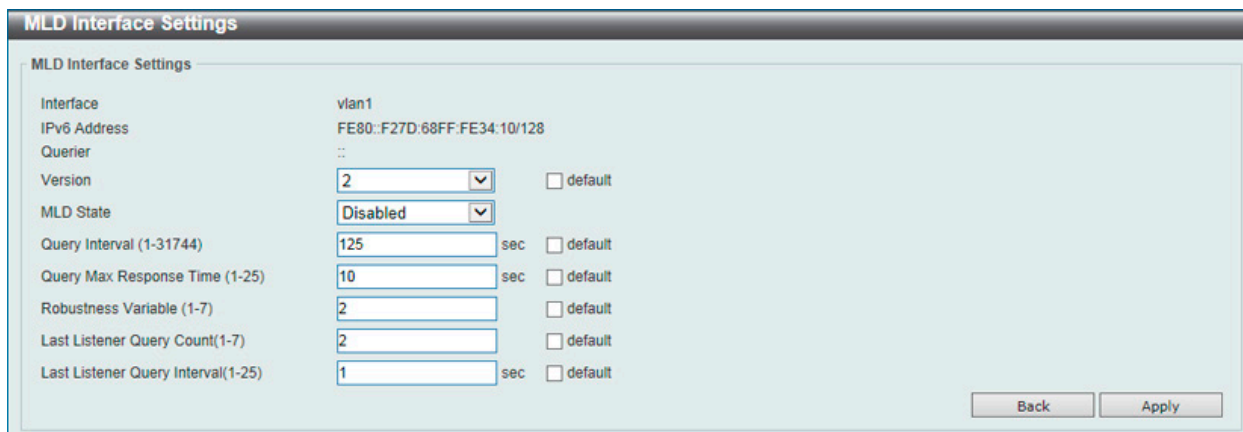 MLD Interface Settings
MLD Interface Settings
Interface vlan1
IPv6 Address FE80::F27D:68FF:FE34:10/128
Querier ::
Version 2 default
MLD State Disabled
Query Interval (1-31744) 125 sec default
Query Max Response Time (1-25) 10 sec default
Robustness Variable (1-7) 2 default
Last Listener Query Count(1-7) 2 default
Last Listener Query Interval(1-25) 1 sec default
Back Apply